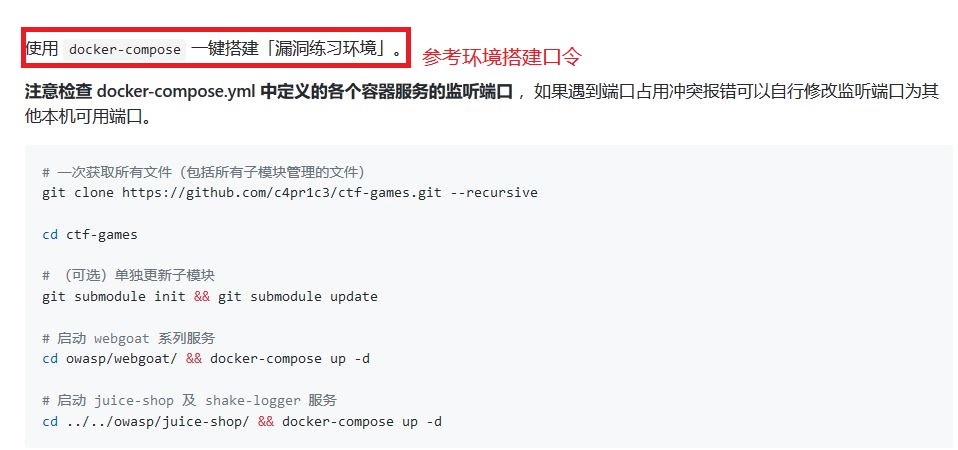 使用 docker-compose 一键搭建「漏洞练习环境」。
参考环境搭建口令
注意检查 docker-compose.yml 中定义的各个容器服务的监听端口 ，如果遇到端口占用冲突报错可以自行修改监听端口为其
他本机可用端口。
# 一次获取所有文件（包括所有子模块管理的文件）
git clone https://github.com/c4pr1c3/ctf-games.git --recursive
cd ctf-games
# （可选）单独更新子模块
git submodule init && git submodule update
# 启动 webgoat 系列服务
cd owasp/webgoat/ && docker-compose up -d
# 启动 juice-shop 及 shake-logger 服务
cd ../../owasp/juice-shop/ && docker-compose up -d